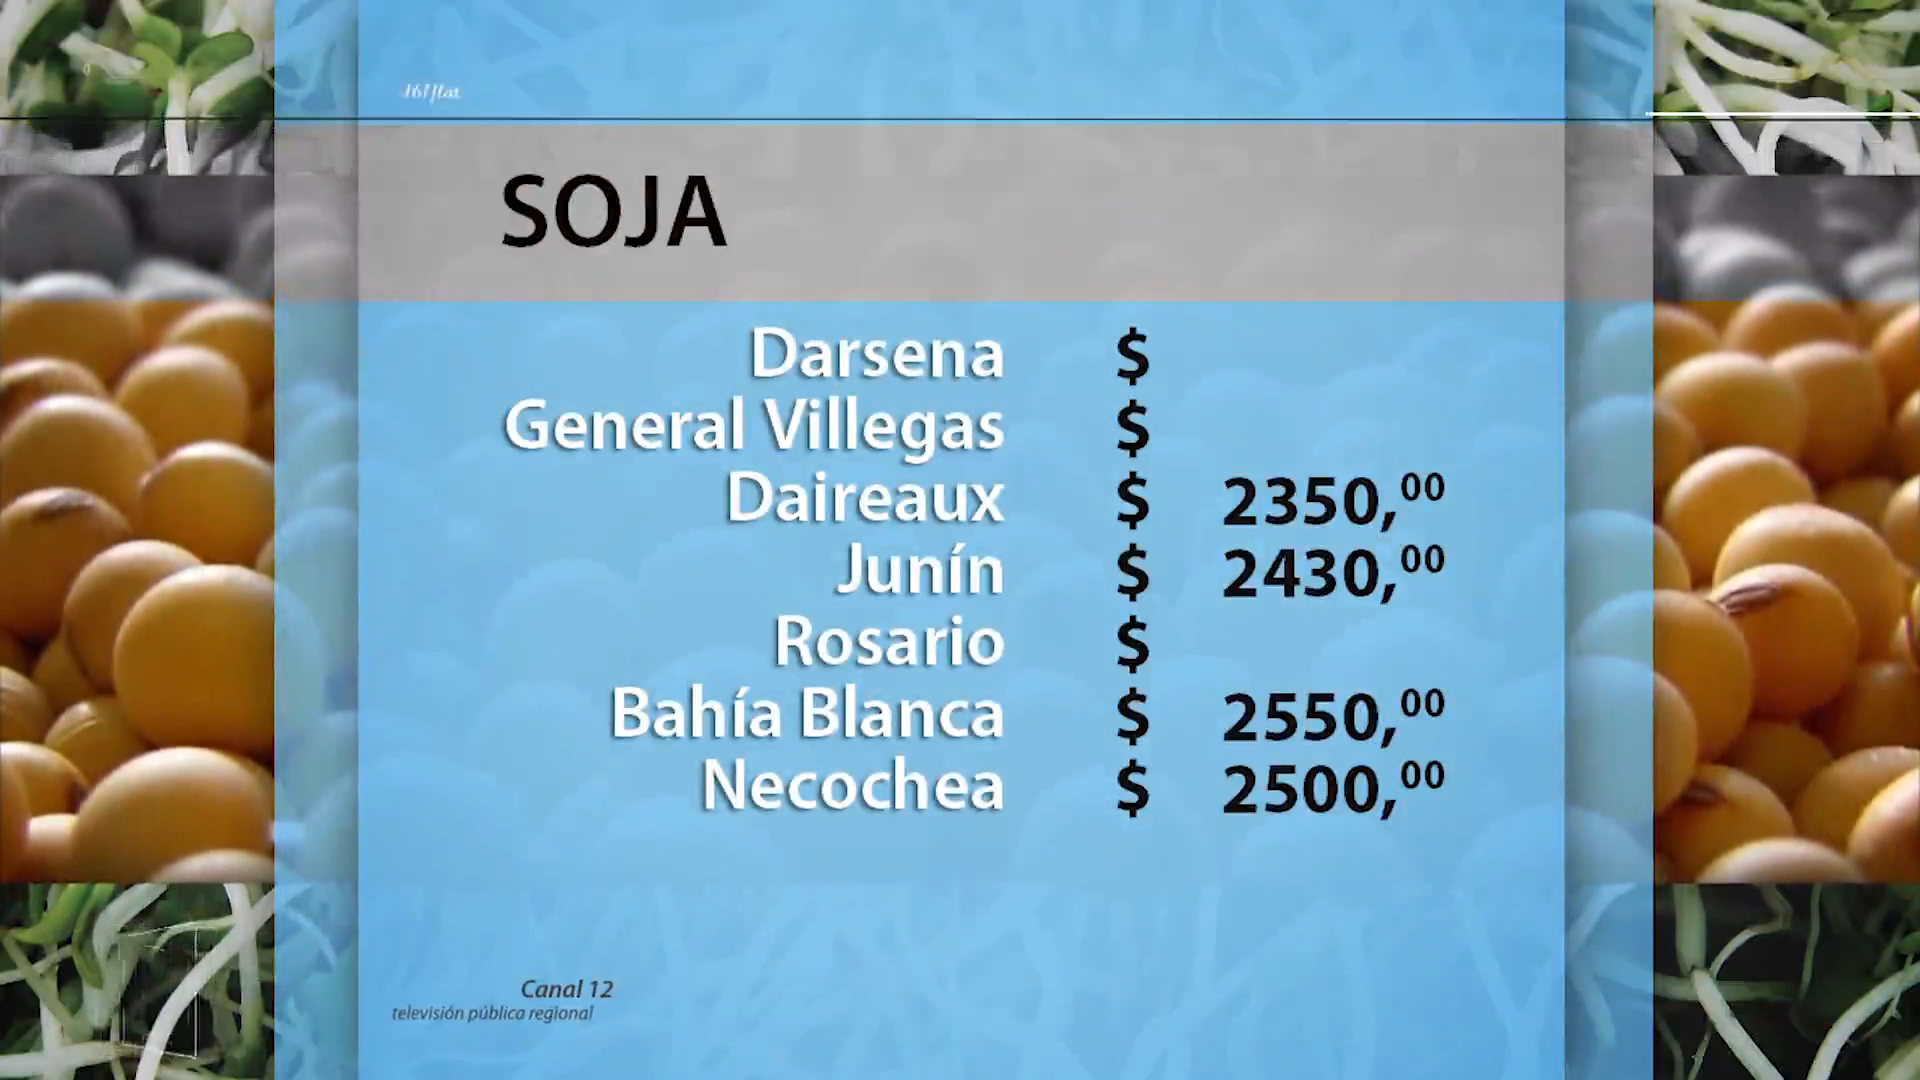 SOJA
Darsena $
General Villegas $
Daireaux $ 2350,00
Junín $ 2430,00
Rosario $
Bahía Blanca $ 2550,00
Necochea $ 2500,00
Canal 12
televisión pública regional